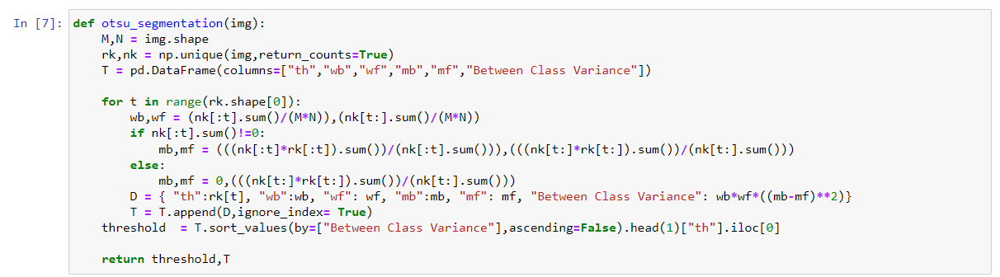 In [7]: def otsu_segmentation(img):
    M,N = img.shape
    rk,nk = np.unique(img,return_counts=True)
    T = pd.DataFrame(columns=["th","wb","wf","mb","mf","Between Class Variance"])

    for t in range(rk.shape[0]):
        wb,wf = (nk[:t].sum()/(M*N)),(nk[t:].sum()/(M*N))
        if nk[:t].sum()!=0:
            mb,mf = (((nk[:t]*rk[:t]).sum())/(nk[:t].sum())),(((nk[t:]*rk[t:]).sum())/(nk[t:].sum()))
        else:
            mb,mf = 0,(((nk[t:]*rk[t:]).sum())/(nk[t:].sum()))
        D = { "th":rk[t], "wb":wb, "wf": wf, "mb":mb, "mf": mf, "Between Class Variance": wb*wf*((mb-mf)**2)}
        T = T.append(D,ignore_index= True)
    threshold  = T.sort_values(by=["Between Class Variance"],ascending=False).head(1)["th"].iloc[0]

    return threshold,T